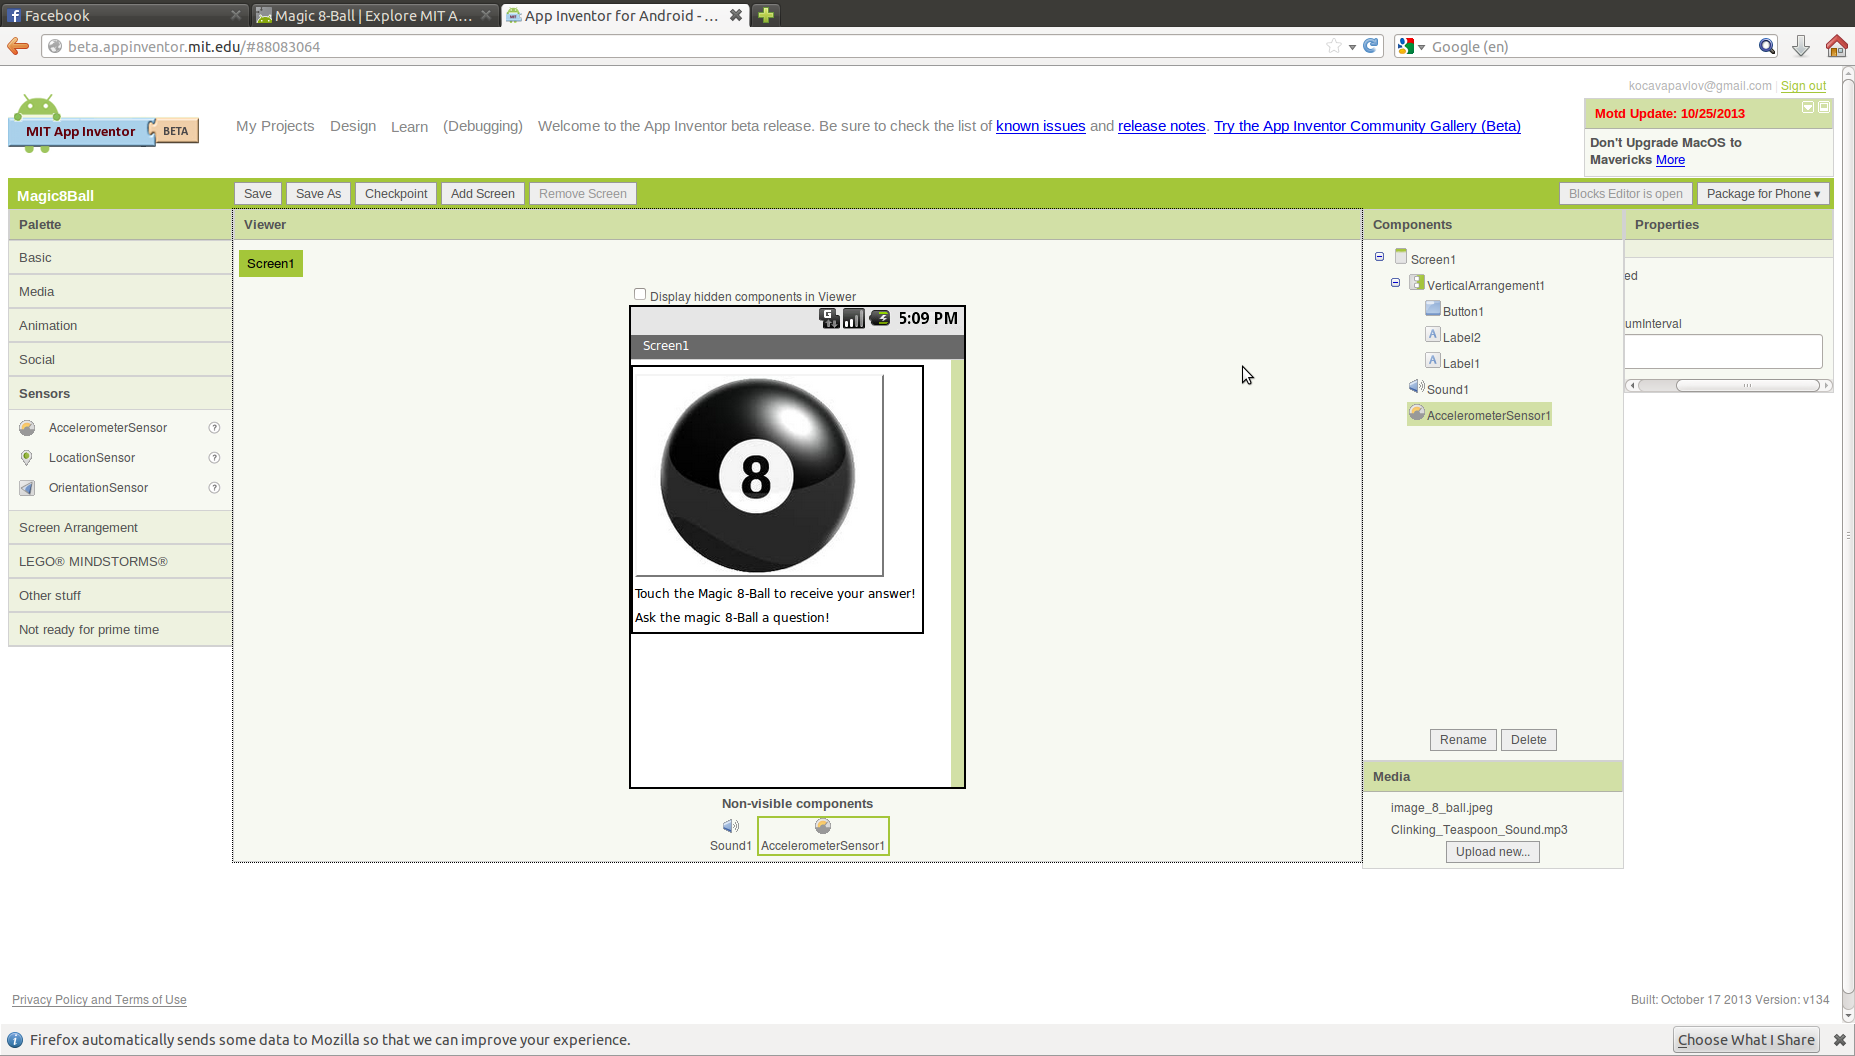 Facebook
Magic 8-Ball | Explore MIT A...
App Inventor for Android - ...
beta.appinventor.mit.edu/#88083064
Google (en)
kocavapavlov@gmail.com | Sign out
MIT App Inventor BETA
My Projects Design Learn (Debugging) Welcome to the App Inventor beta release. Be sure to check the list of known issues and release notes. Try the App Inventor Community Gallery (Beta)
Motd Update: 10/25/2013
Don't Upgrade MacOS to
Mavericks More
Magic8Ball
Save Save As Checkpoint Add Screen Remove Screen
Blocks Editor is open Package for Phone ▾
Palette
Basic
Media
Animation
Social
Sensors
AccelerometerSensor ?
LocationSensor ?
OrientationSensor ?
Screen Arrangement
LEGO® MINDSTORMS®
Other stuff
Not ready for prime time
Viewer
Screen1
Display hidden components in Viewer
5:09 PM
Screen1
8
Touch the Magic 8-Ball to receive your answer!
Ask the magic 8-Ball a question!
Non-visible components
Sound1
AccelerometerSensor1
Components
Screen1
VerticalArrangement1
Button1
A Label2
A Label1
Sound1
AccelerometerSensor1
Rename Delete
Media
image_8_ball.jpeg
Clinking_Teaspoon_Sound.mp3
Upload new...
Properties
ed
umInterval
Privacy Policy and Terms of Use
Built: October 17 2013 Version: v134
Firefox automatically sends some data to Mozilla so that we can improve your experience.
Choose What I Share